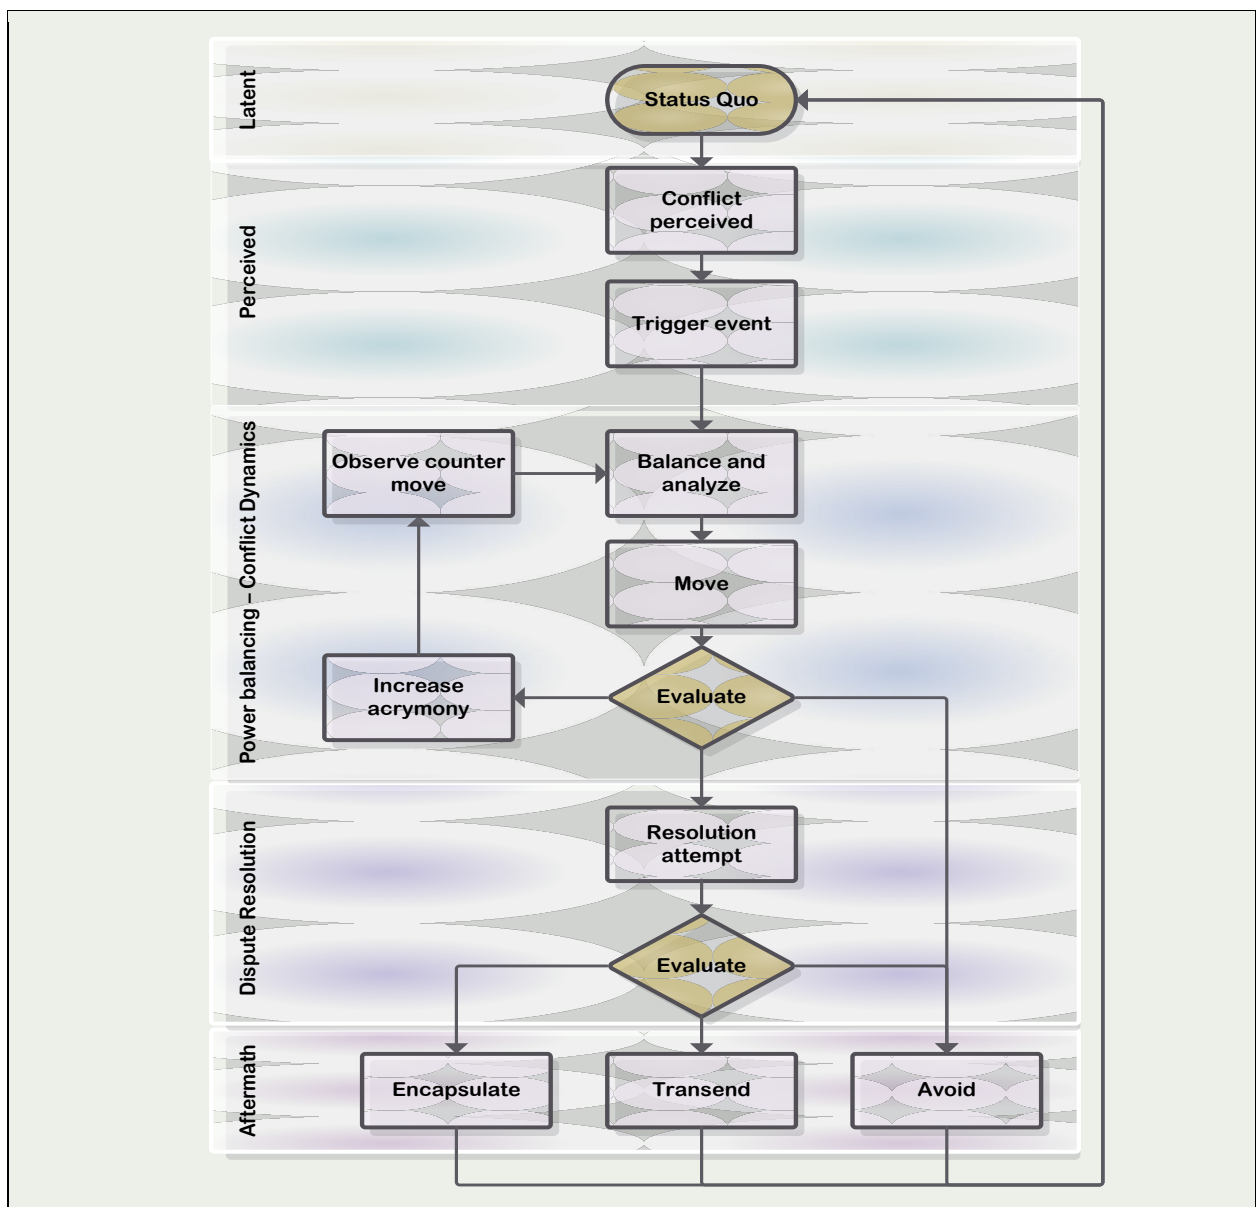 Latent
Status Quo
Perceived
Conflict
perceived
Trigger event
Power balancing – Conflict Dynamics
Observe counter
move
Balance and
analyze
Move
Increase
acrymony
Evaluate
Dispute Resolution
Resolution
attempt
Evaluate
Aftermath
Encapsulate
Transend
Avoid